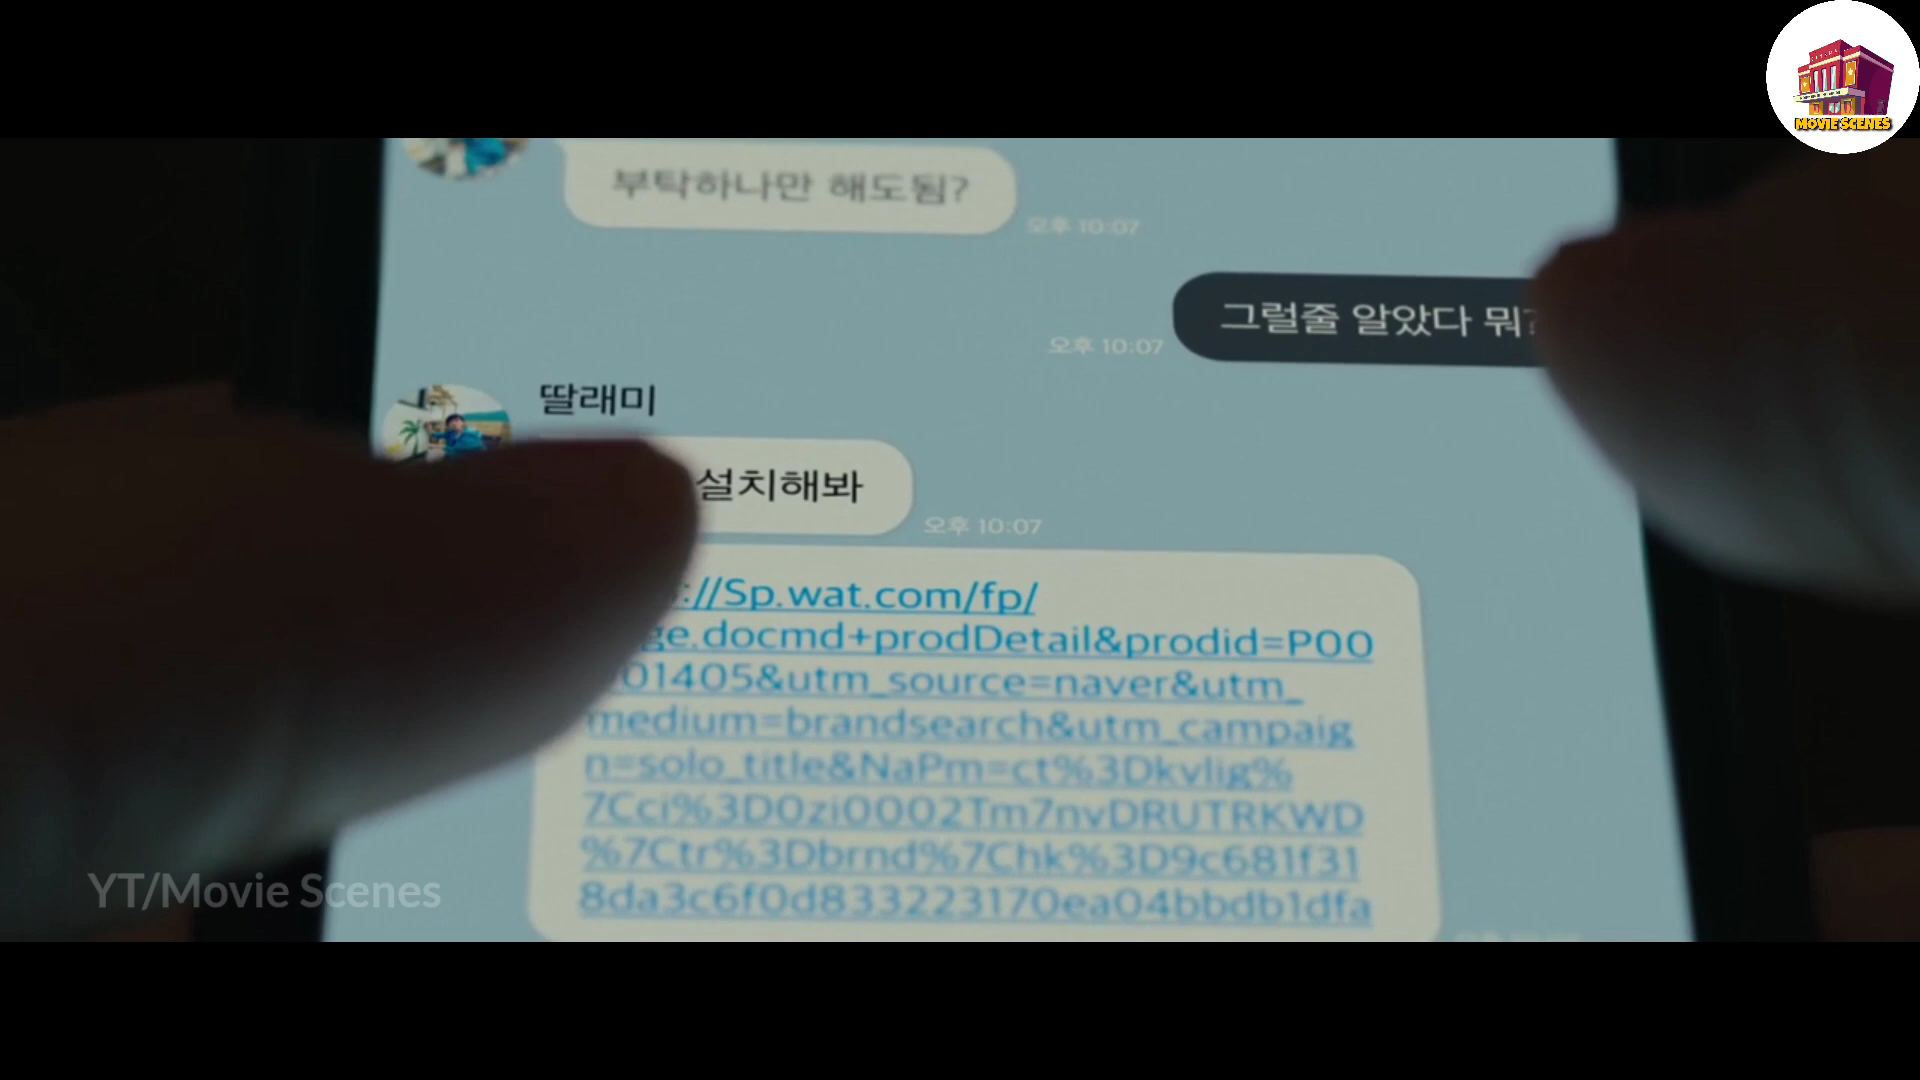 MOVIE SCENES
부탁하나만 해도됨?
오후 10:07
그럴줄 알았다 뭐?
오후 10:07
딸래미
설치해봐
오후 10:07
://Sp.wat.com/fp/
ge.docmd+prodDetail&prodid=P00
01405&utm_source=naver&utm_
medium=brandsearch&utm_campaig
n=solo_title&NaPm=ct%3Dkvlig%
7Cci%3D0zi0002Tm7nvDRUTRKWD
%7Ctr%3Dbrnd%7Chk%3D9c681f31
8da3c6f0d833223170ea04bbdb1dfa
YT/Movie Scenes